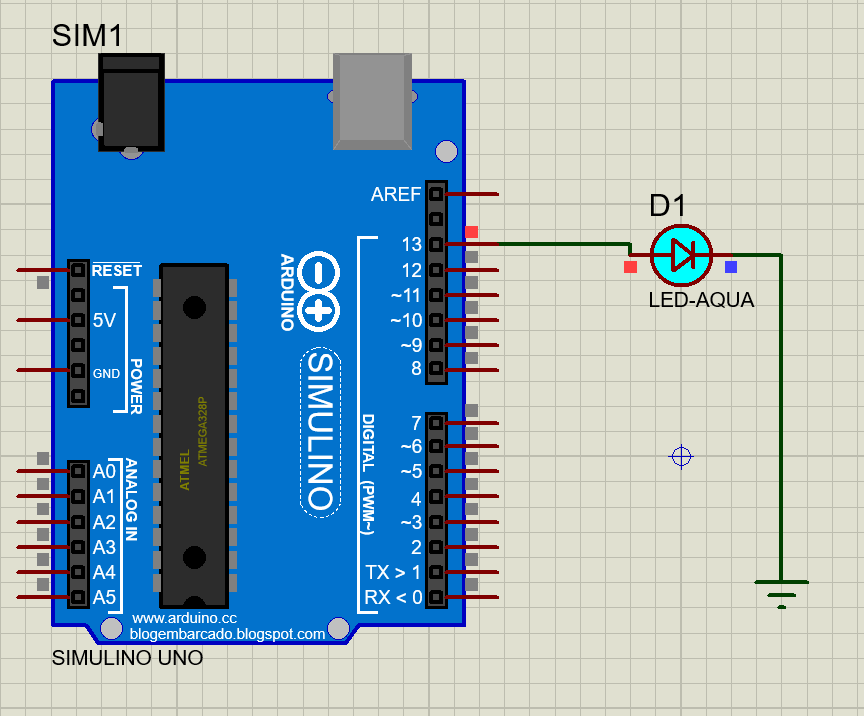 SIM1
AREF
13
12
~11
~10
~9
8
7
~6
~5
4
~3
2
TX > 1
RX < 0
DIGITAL (PWM~)
RESET
5V
GND
POWER
A0
A1
A2
A3
A4
A5
ANALOG IN
ATMEL
ATMEGA328P
ARDUINO
SIMULINO
www.arduino.cc
blogembarcado.blogspot.com
SIMULINO UNO
D1
LED-AQUA